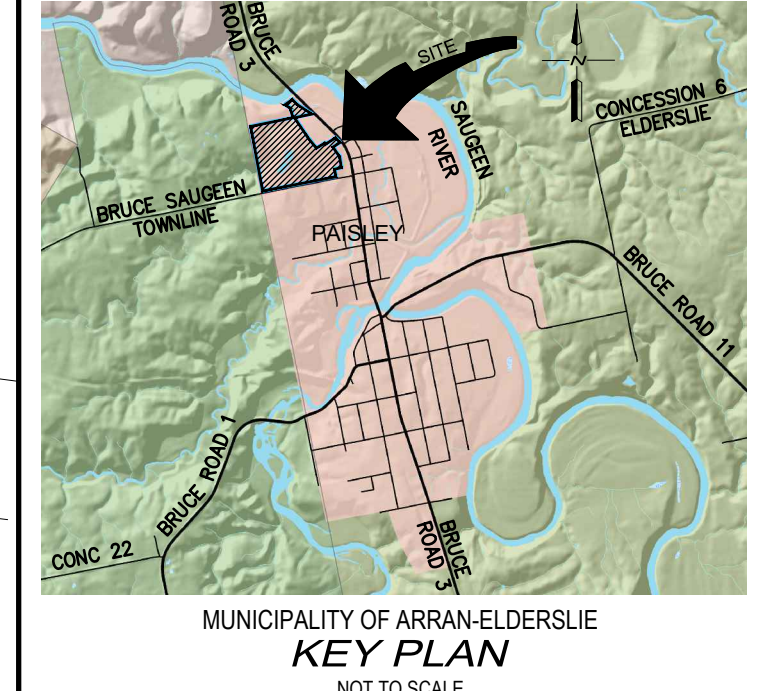 BRUCE
ROAD 3
SITE
N
CONCESSION 6
ELDERSLIE
SAUGEEN
RIVER
BRUCE SAUGEEN
TOWNLINE
PAISLEY
BRUCE ROAD 11
BRUCE ROAD 1
CONC 22
BRUCE
ROAD 3
MUNICIPALITY OF ARRAN-ELDERSLIE
KEY PLAN
NOT TO SCALE